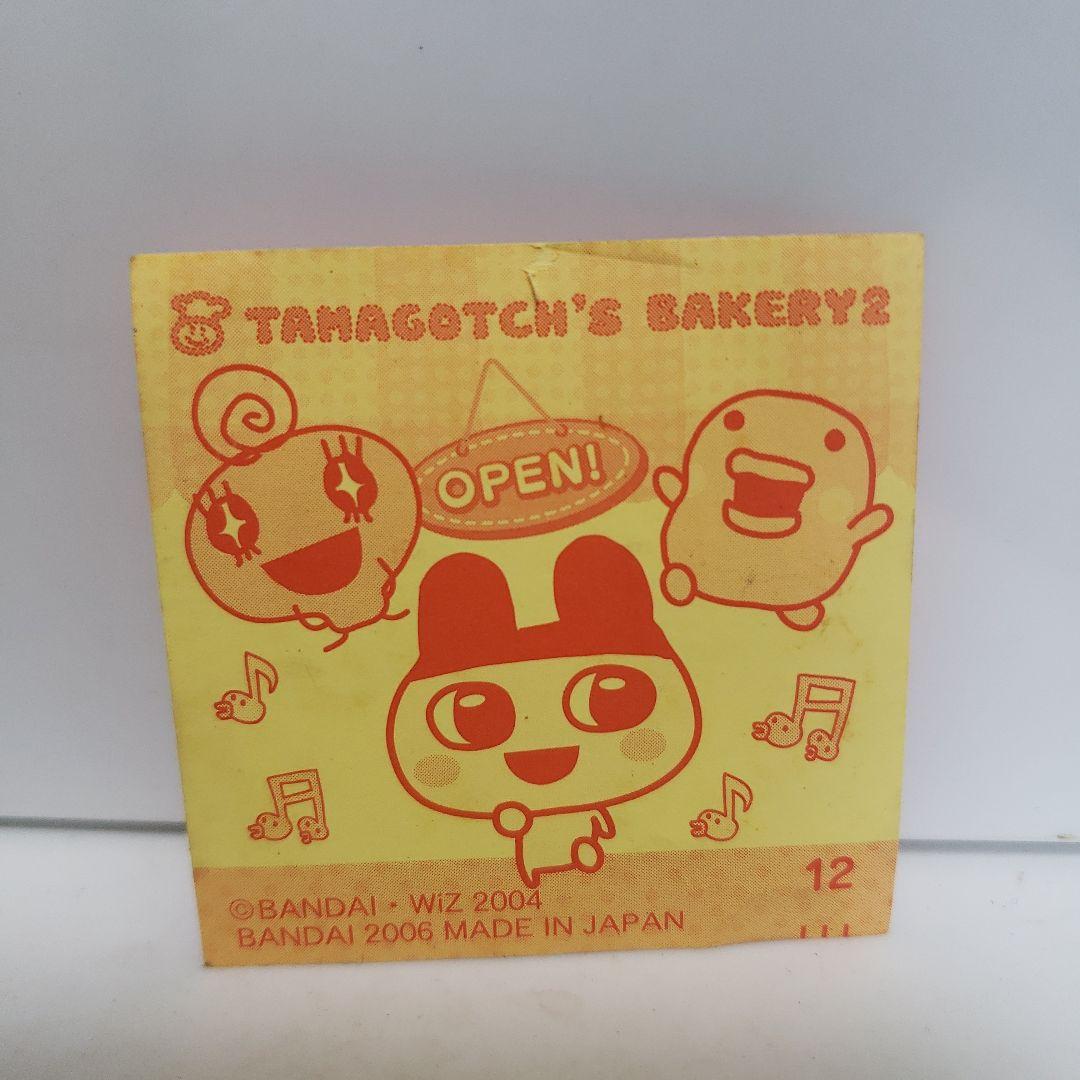 TAMAGOTCH'S BAKERY2
OPEN!
12
©BANDAI・WiZ 2004
BANDAI 2006 MADE IN JAPAN